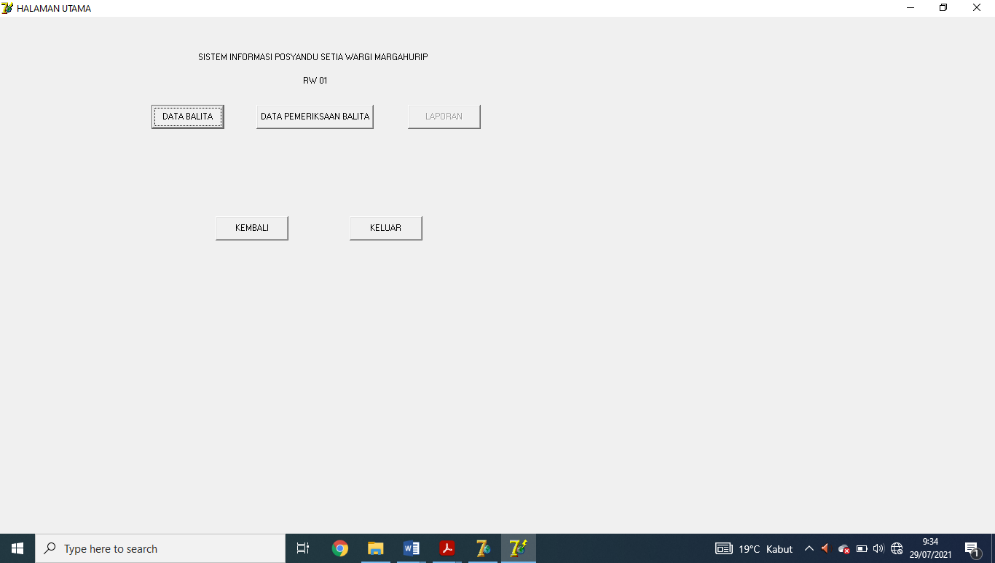 HALAMAN UTAMA
SISTEM INFORMASI POSYANDU SETIA WARGI MARGAHURIP
RW 01
DATA BALITA
DATA PEMERIKSAAN BALITA
LAPORAN
KEMBALI
KELUAR
Type here to search
19°C Kabut
9:34
29/07/2021
1